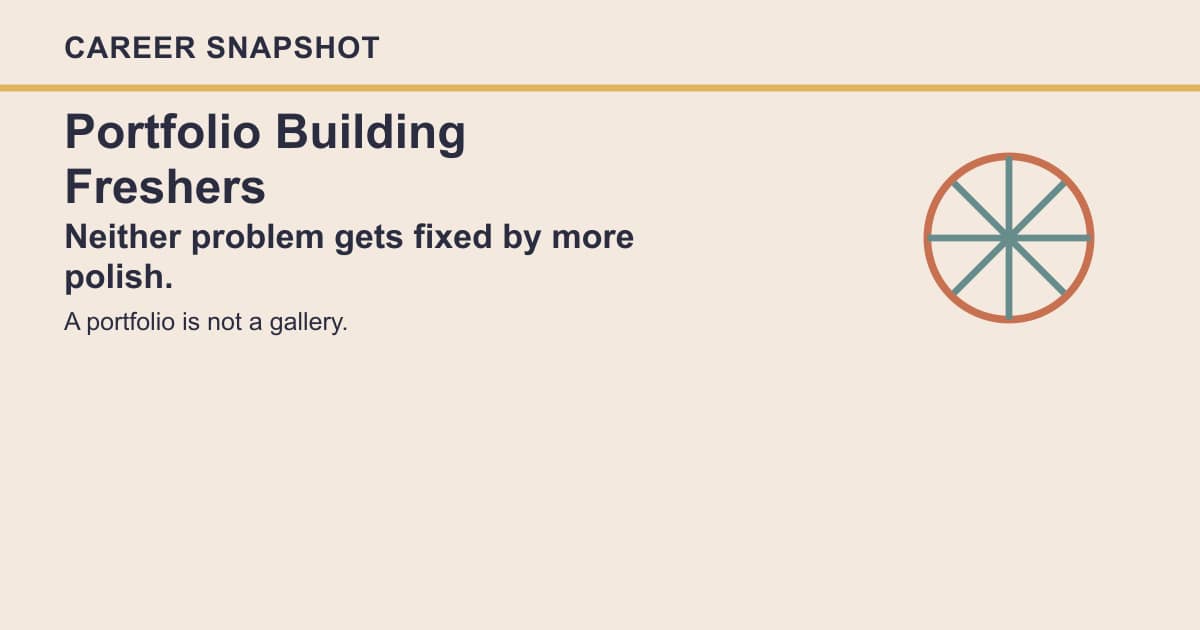 CAREER SNAPSHOT
Portfolio Building
Freshers
Neither problem gets fixed by more
polish.
A portfolio is not a gallery.